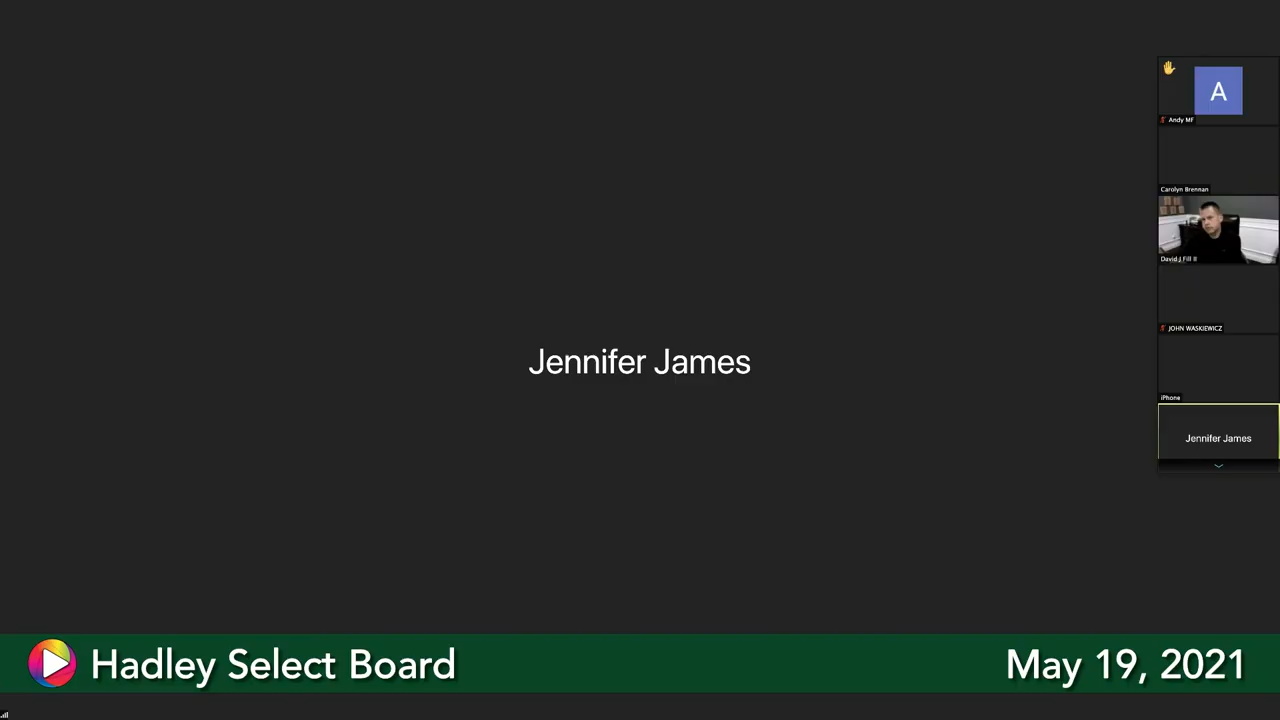 A
Andy MF
Carolyn Brennan
David J Fill II
JOHN WASKIEWICZ
iPhone
Jennifer James
Jennifer James
Hadley Select Board
May 19, 2021